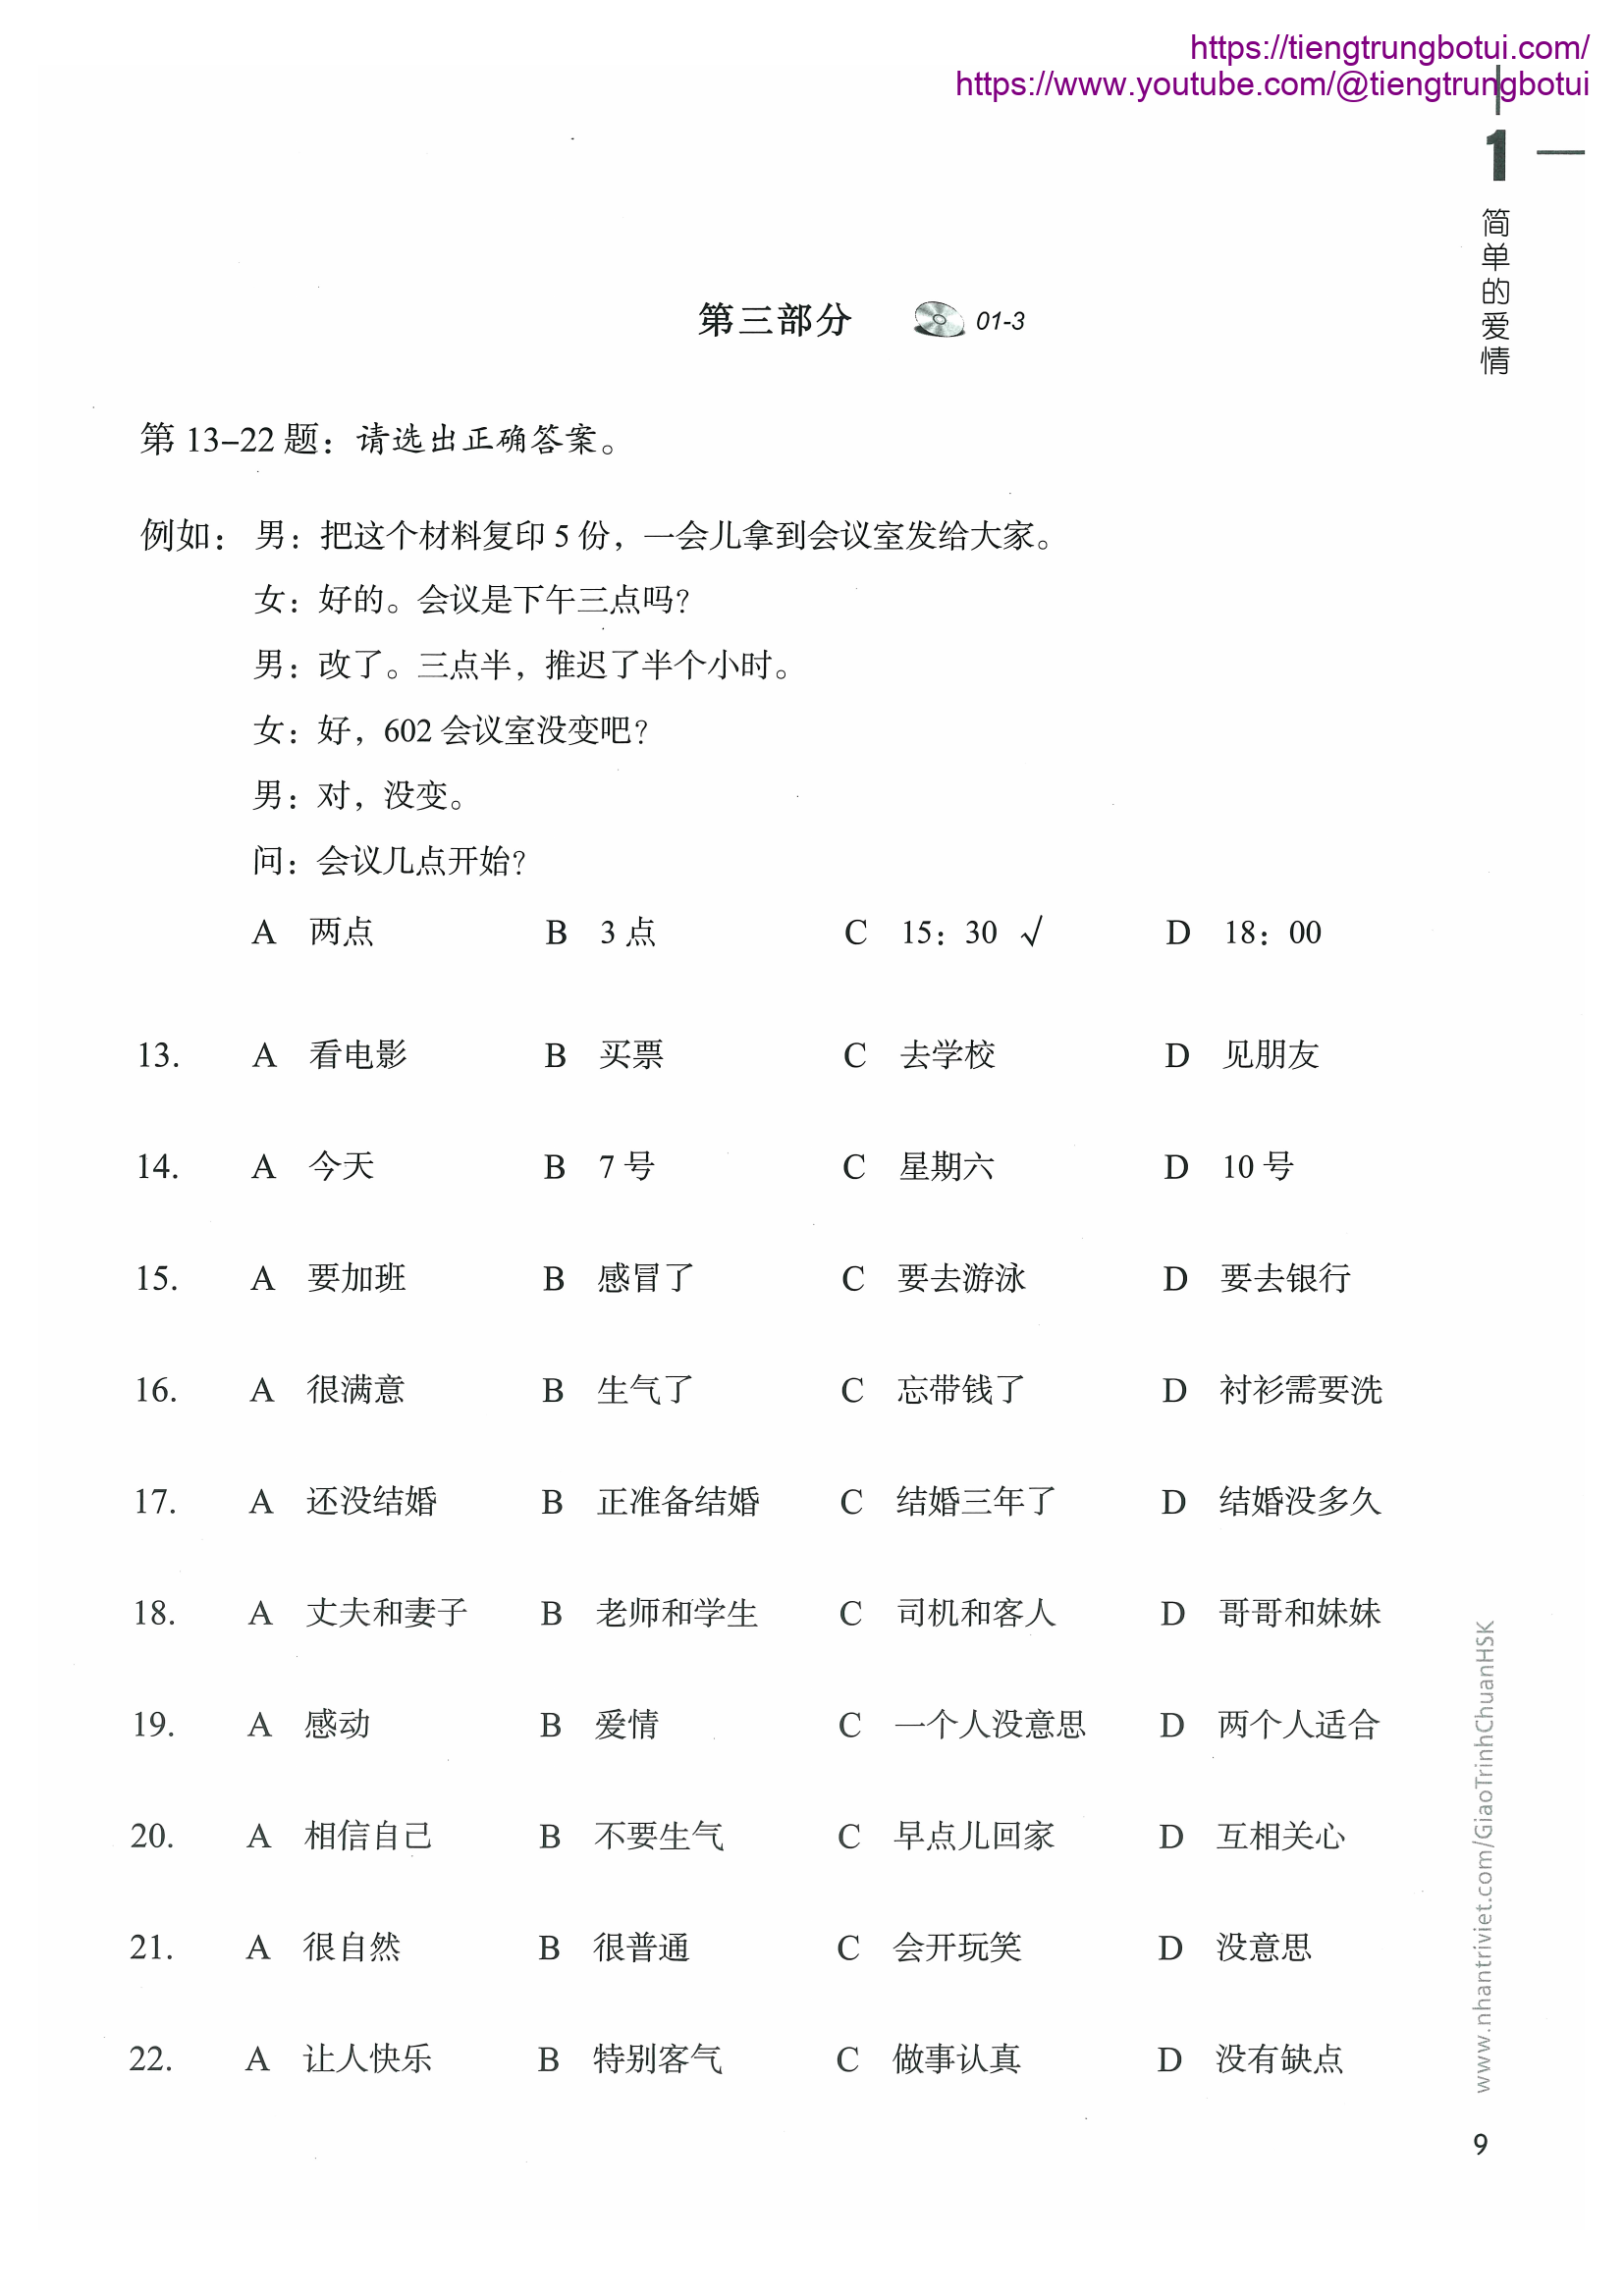 https://tiengtrungbotui.com/
https://www.youtube.com/@tiengtrungbotui
1
简单的爱情
第三部分 01-3
第 13–22 题：请选出正确答案。
例如： 男：把这个材料复印 5 份，一会儿拿到会议室发给大家。
女：好的。会议是下午三点吗？
男：改了。三点半，推迟了半个小时。
女：好，602 会议室没变吧？
男：对，没变。
问：会议几点开始？
A 两点 B 3 点 C 15：30 √ D 18：00
13. A 看电影 B 买票 C 去学校 D 见朋友
14. A 今天 B 7 号 C 星期六 D 10 号
15. A 要加班 B 感冒了 C 要去游泳 D 要去银行
16. A 很满意 B 生气了 C 忘带钱了 D 衬衫需要洗
17. A 还没结婚 B 正准备结婚 C 结婚三年了 D 结婚没多久
18. A 丈夫和妻子 B 老师和学生 C 司机和客人 D 哥哥和妹妹
19. A 感动 B 爱情 C 一个人没意思 D 两个人适合
20. A 相信自己 B 不要生气 C 早点儿回家 D 互相关心
21. A 很自然 B 很普通 C 会开玩笑 D 没意思
22. A 让人快乐 B 特别客气 C 做事认真 D 没有缺点
www.nhantriviet.com/GiaoTrinhChuanHSK
9